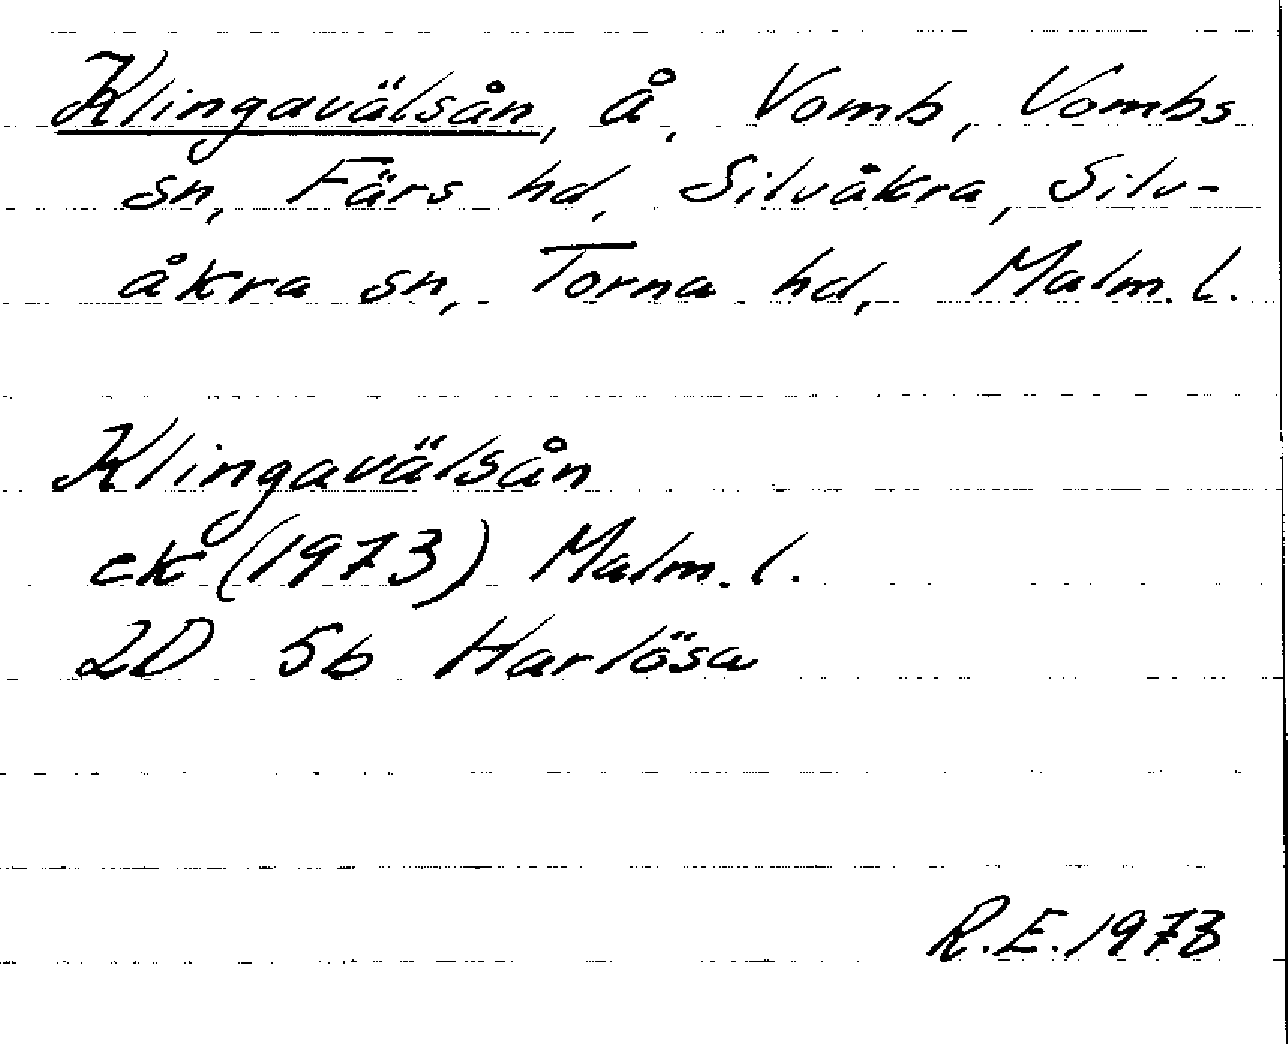 Klingavälsån, å, Vomb, Vombs
sn, Färs hd, Silvåkra, Silv-
åkra sn, Torna hd, Malm. l.
Klingavälsån
ek (1973) Malm. l.
2D 5b Harlösa
R.E. 1973